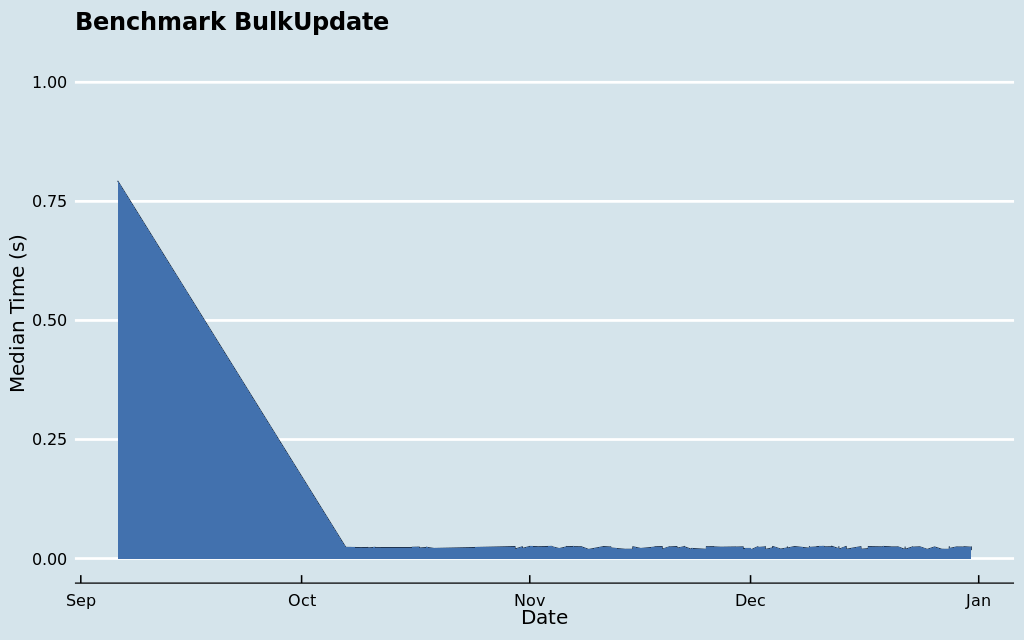 Benchmark BulkUpdate
Median Time (s)
1.00
0.75
0.50
0.25
0.00
Sep
Oct
Nov
Dec
Jan
Date